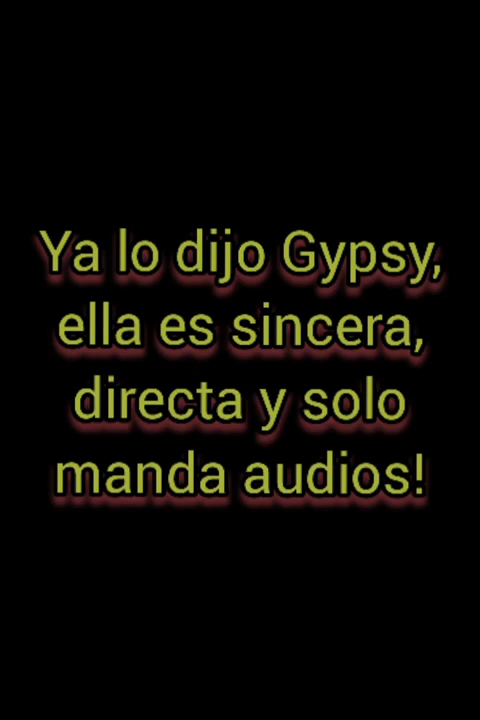 Ya lo dijo Gypsy,
ella es sincera,
directa y solo
manda audios!